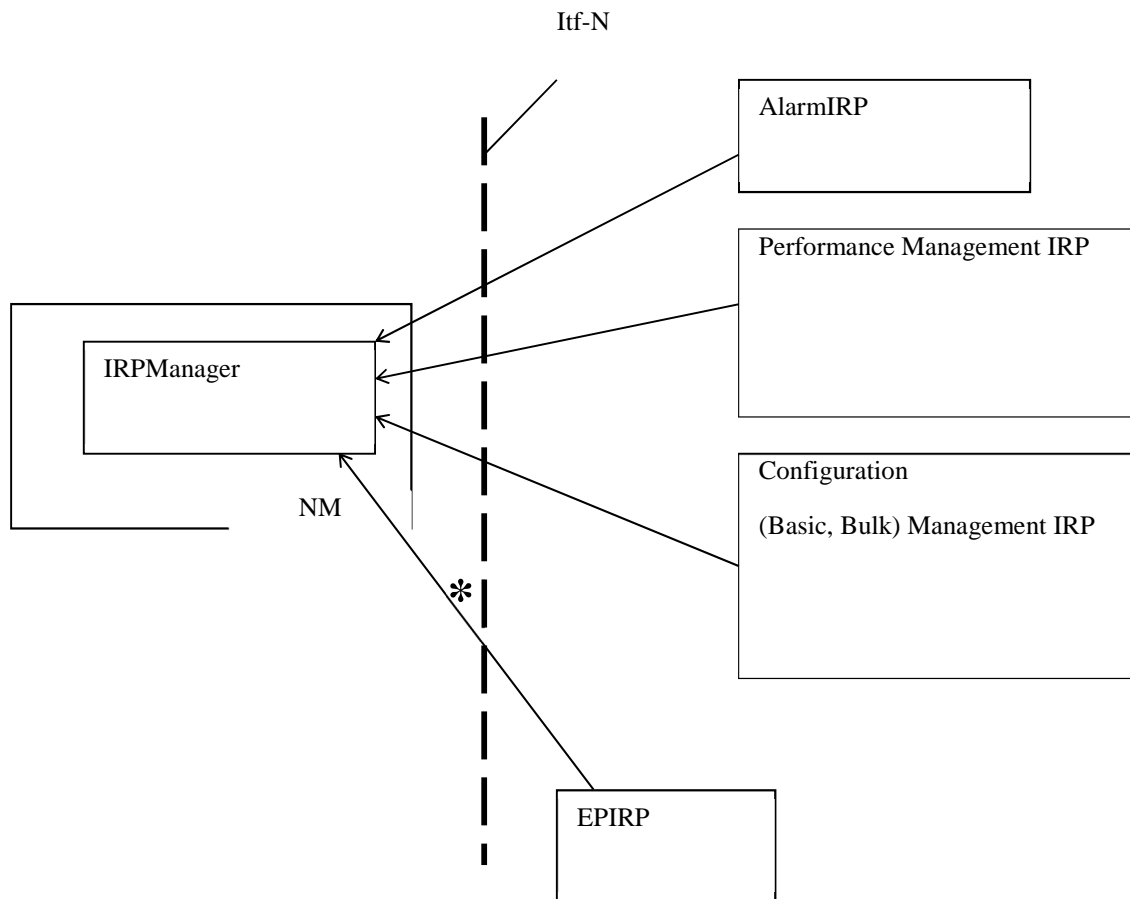 Itf-N
AlarmIRP
Performance Management IRP
IRPManager
Configuration
(Basic, Bulk) Management IRP
NM
*
EPIRP